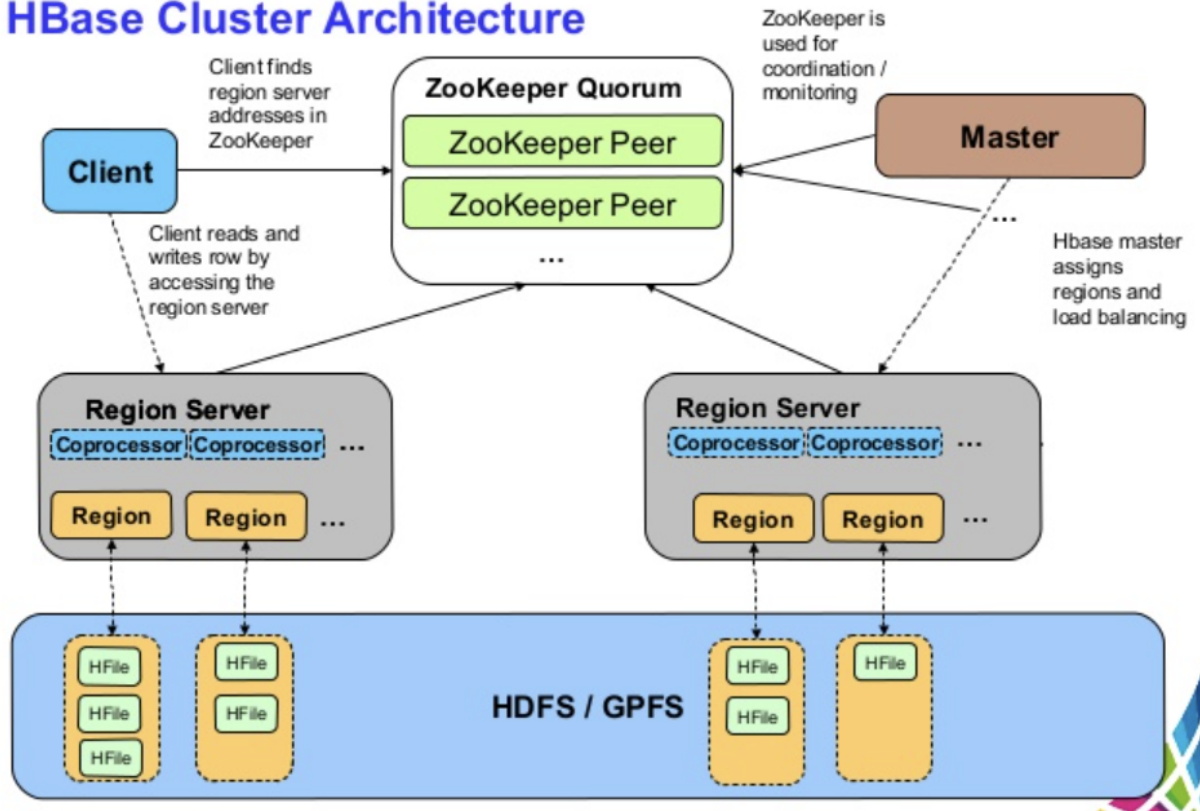 HBase Cluster Architecture
Client finds
region server
addresses in
ZooKeeper
ZooKeeper is
used for
coordination /
monitoring
ZooKeeper Quorum
ZooKeeper Peer
ZooKeeper Peer
...
Client
Master
...
Client reads and
writes row by
accessing the
region server
Hbase master
assigns
regions and
load balancing
Region Server
Coprocessor Coprocessor ...
Region Region ...
Region Server
Coprocessor Coprocessor ...
Region Region ...
HFile
HFile
HFile
HFile
HFile
HDFS / GPFS
HFile
HFile
HFile